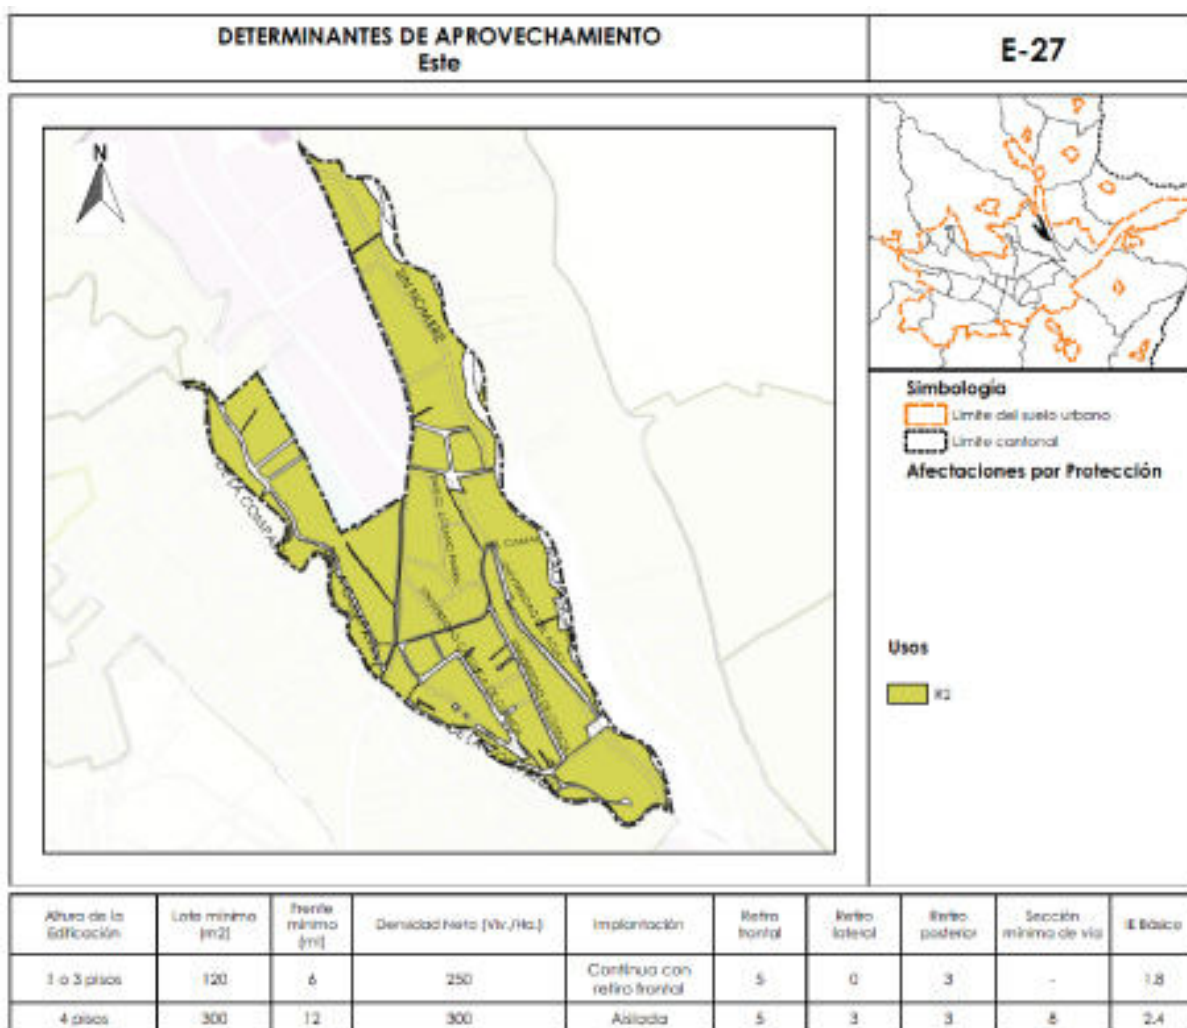 DETERMINANTES DE APROVECHAMIENTO
Este
E-27
N
SIN NOMBRE
Simbología
Límite del suelo urbano
Límite cantonal
Afectaciones por Protección
Usos
R2
Altura de la Edificación
Lote mínimo (m2)
Frente mínimo (ml)
Densidad Neta (Viv./Ha.)
Implantación
Retiro frontal
Retiro lateral
Retiro posterior
Sección mínima de vía
IE Básico
1 a 3 pisos 120 6 250 Continua con retiro frontal 5 0 3 - 1.8
4 pisos 300 12 300 Aislada 5 3 3 8 2.4